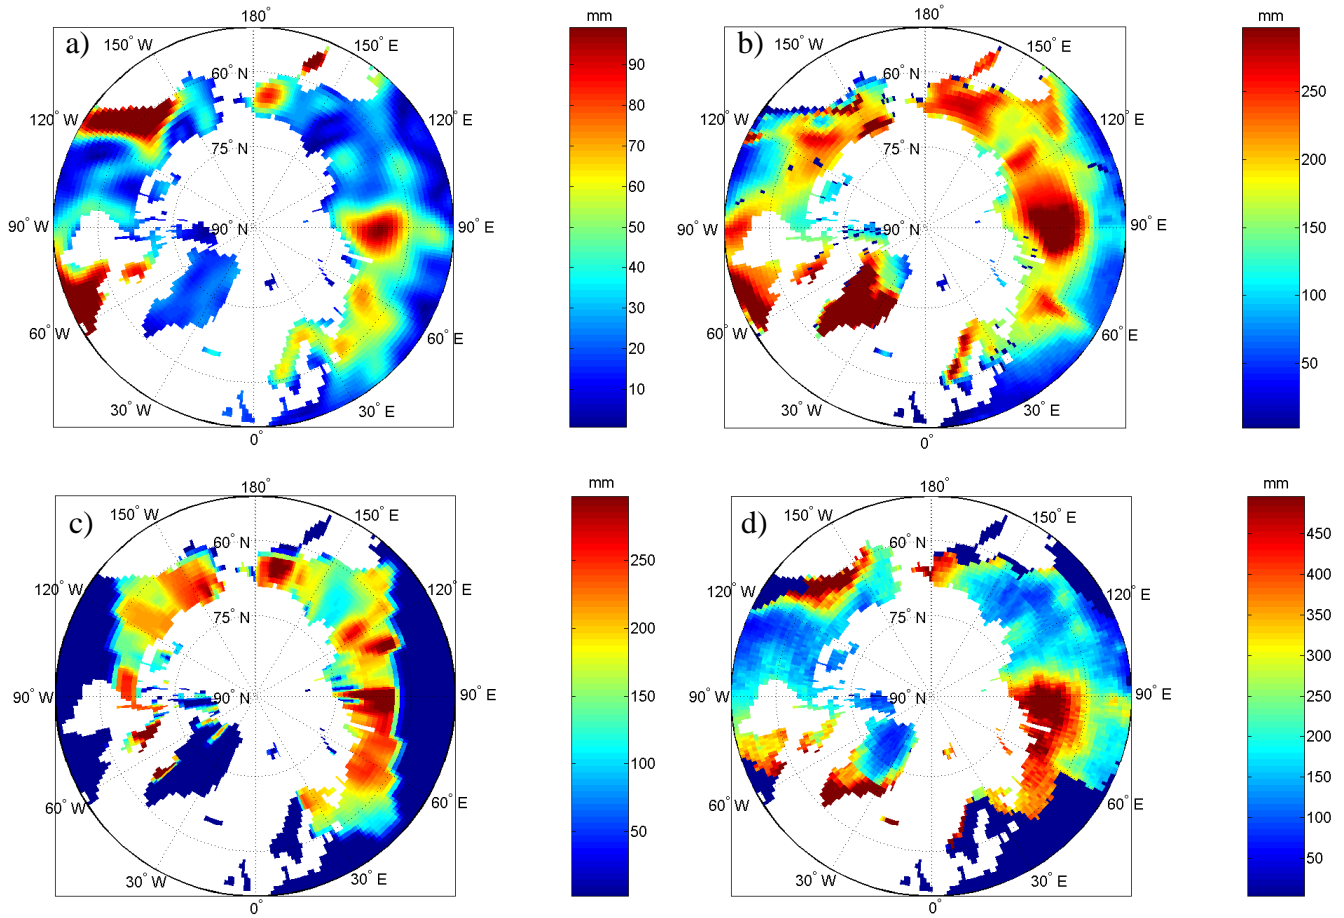 a)
180°
150° W
150° E
60° N
120° W
120° E
75° N
90° W
90° N
90° E
60° W
60° E
30° W
30° E
0°
mm
90
80
70
60
50
40
30
20
10
b)
180°
150° W
150° E
60° N
120° W
120° E
75° N
90° W
90° N
90° E
60° W
60° E
30° W
30° E
0°
mm
250
200
150
100
50
c)
180°
150° W
150° E
60° N
120° W
120° E
75° N
90° W
90° N
90° E
60° W
60° E
30° W
30° E
0°
mm
250
200
150
100
50
d)
180°
150° W
150° E
60° N
120° W
120° E
75° N
90° W
90° N
90° E
60° W
60° E
30° W
30° E
0°
mm
450
400
350
300
250
200
150
100
50